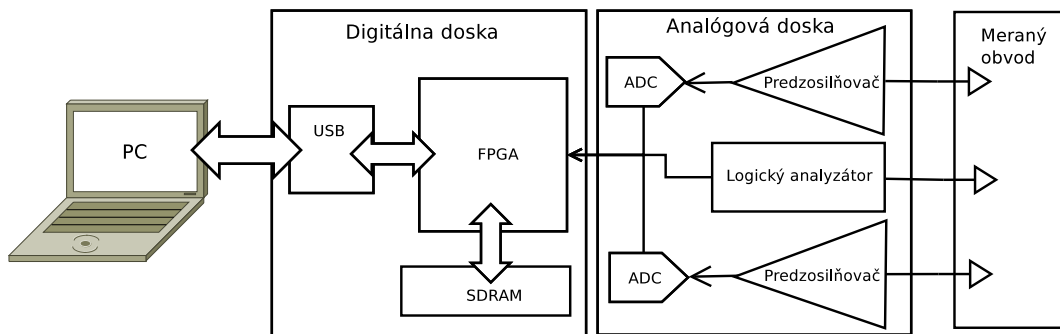 Digitálna doska
Analógová doska
Meraný
obvod
PC
USB
FPGA
SDRAM
ADC
Predzosilňovač
Logický analyzátor
ADC
Predzosilňovač